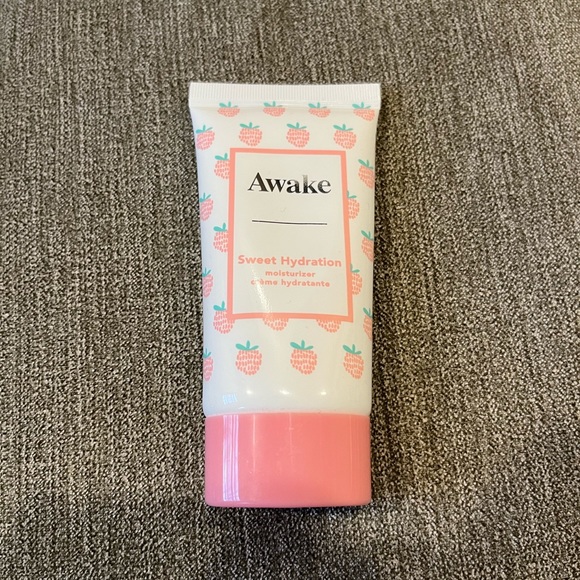 Awake
Sweet Hydration
moisturizer
crème hydratante